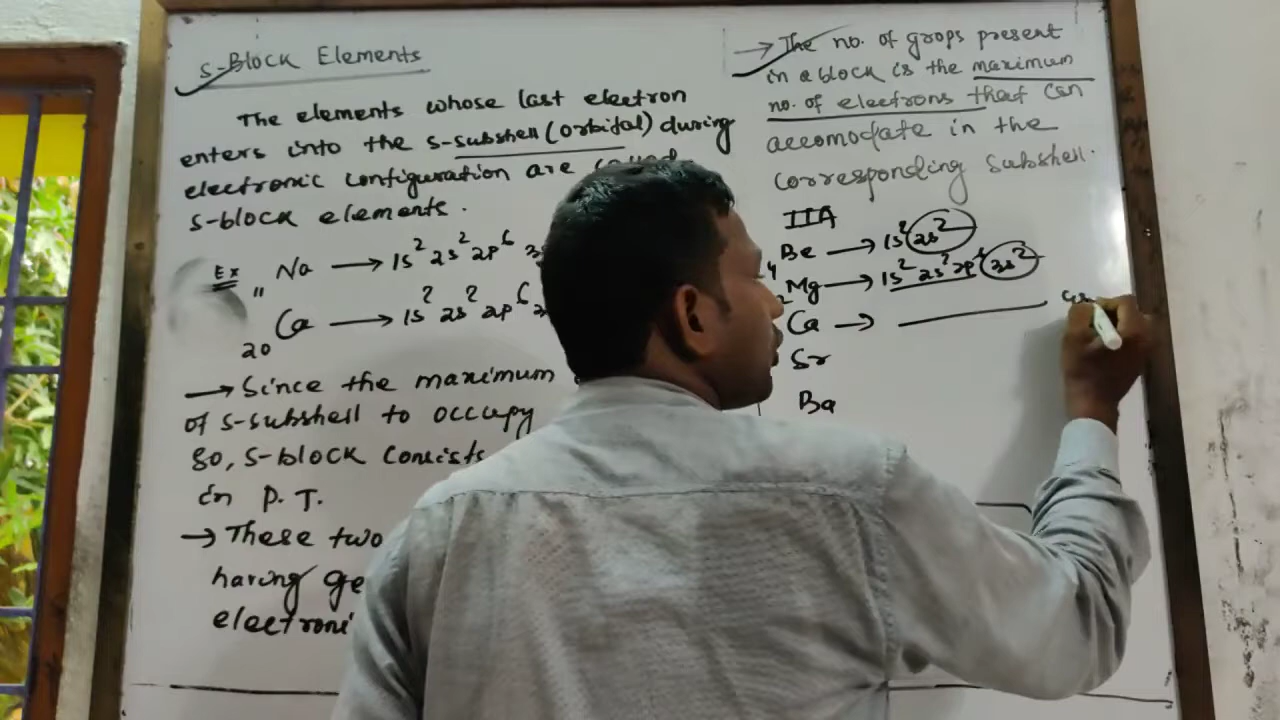 S-Block Elements
The elements whose last electron
enters into the s-subshell (orbital) during
electronic configuration are called
s-block elements.
Ex 11 Na → 1s² 2s² 2p⁶ 3s
20 Ca → 1s² 2s² 2p⁶
→ Since the maximum
of s-subshell to occupy
So, s-block consists
in P.T.
→ These two
having ge
electroni
→ The no. of grops present
in a block is the maximum
no. of electrons that can
accomodate in the
corresponding subshell.
IIA
4 Be → 1s² 2s²
Mg → 1s² 2s² 2p⁶ 3s²
Ca →
Sr
Ba